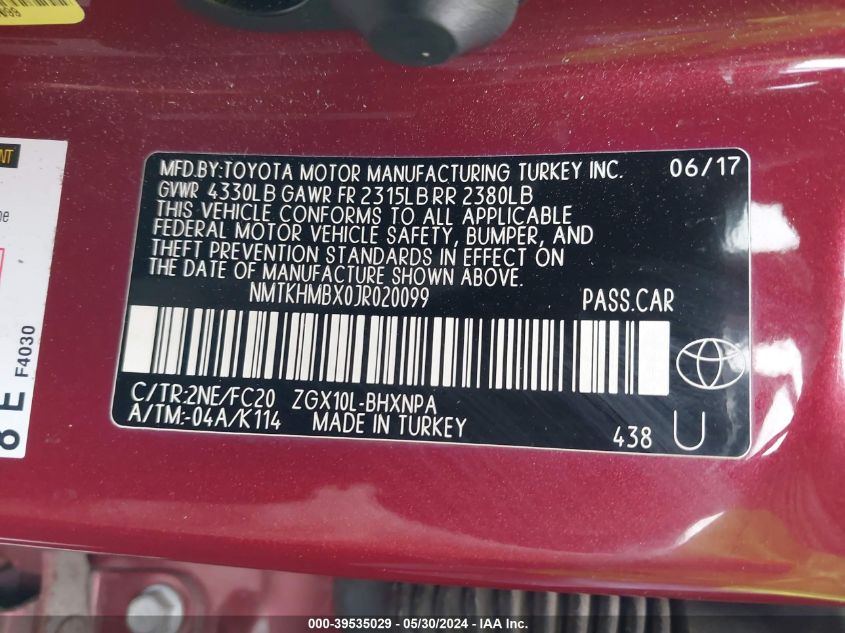 MFD.BY:TOYOTA MOTOR MANUFACTURING TURKEY INC. 06/17
GVWR 4330LB GAWR FR 2315LB RR 2380LB
THIS VEHICLE CONFORMS TO ALL APPLICABLE
FEDERAL MOTOR VEHICLE SAFETY, BUMPER, AND
THEFT PREVENTION STANDARDS IN EFFECT ON
THE DATE OF MANUFACTURE SHOWN ABOVE.
NMTKHMBX0JR020099 PASS.CAR
C/TR:2NE/FC20 ZGX10L-BHXNPA
A/TM:-04A/K114 MADE IN TURKEY
438 U
F4030
8 E
000-39535029 - 05/30/2024 - IAA Inc.